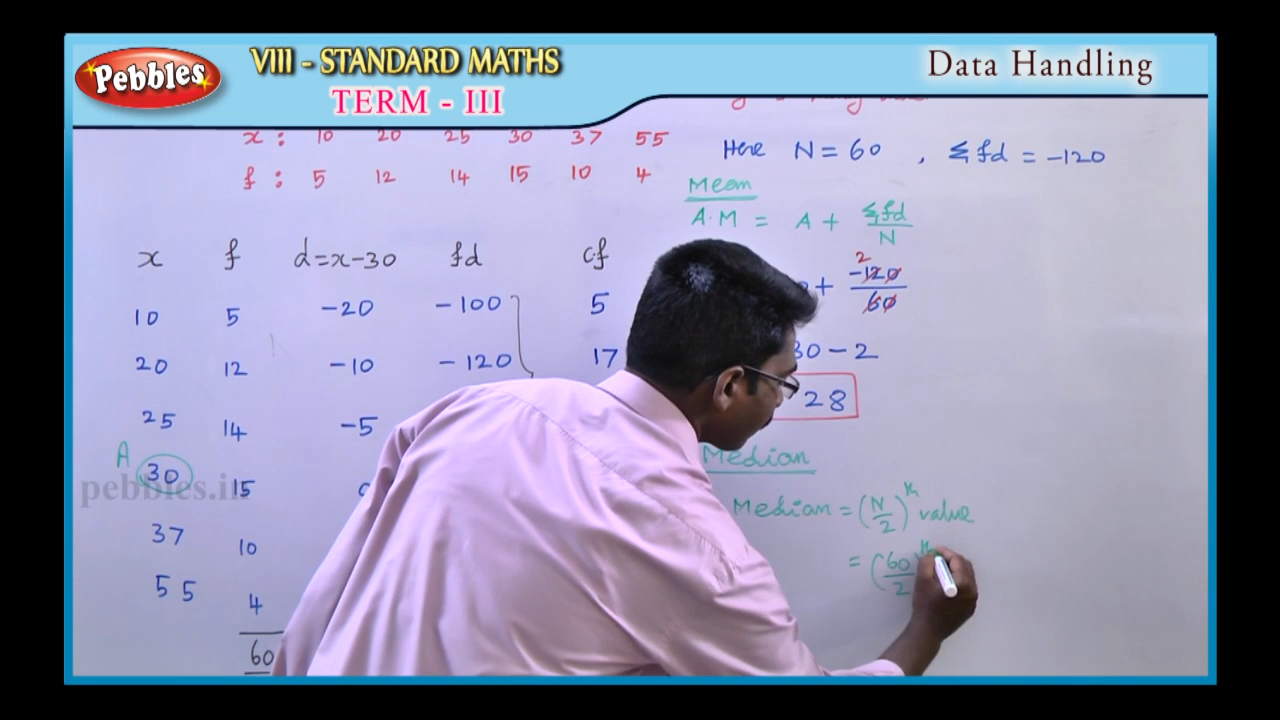 Pebbles
VIII - STANDARD MATHS
TERM - III
Data Handling
x : 10 20 25 30 37 55
f : 5 12 14 15 10 4
Here N = 60 , Σfd = -120
Mean
A.M = A + Σfd/N
+ -120/60 2
30 - 2
28
x f d=x-30 fd cf
10 5 -20 -100 5
20 12 -10 -120 17
25 14 -5
A 30 15
37 10
55 4
60
pebbles.in
Median
Median = (N/2)th value
= (60/2 th